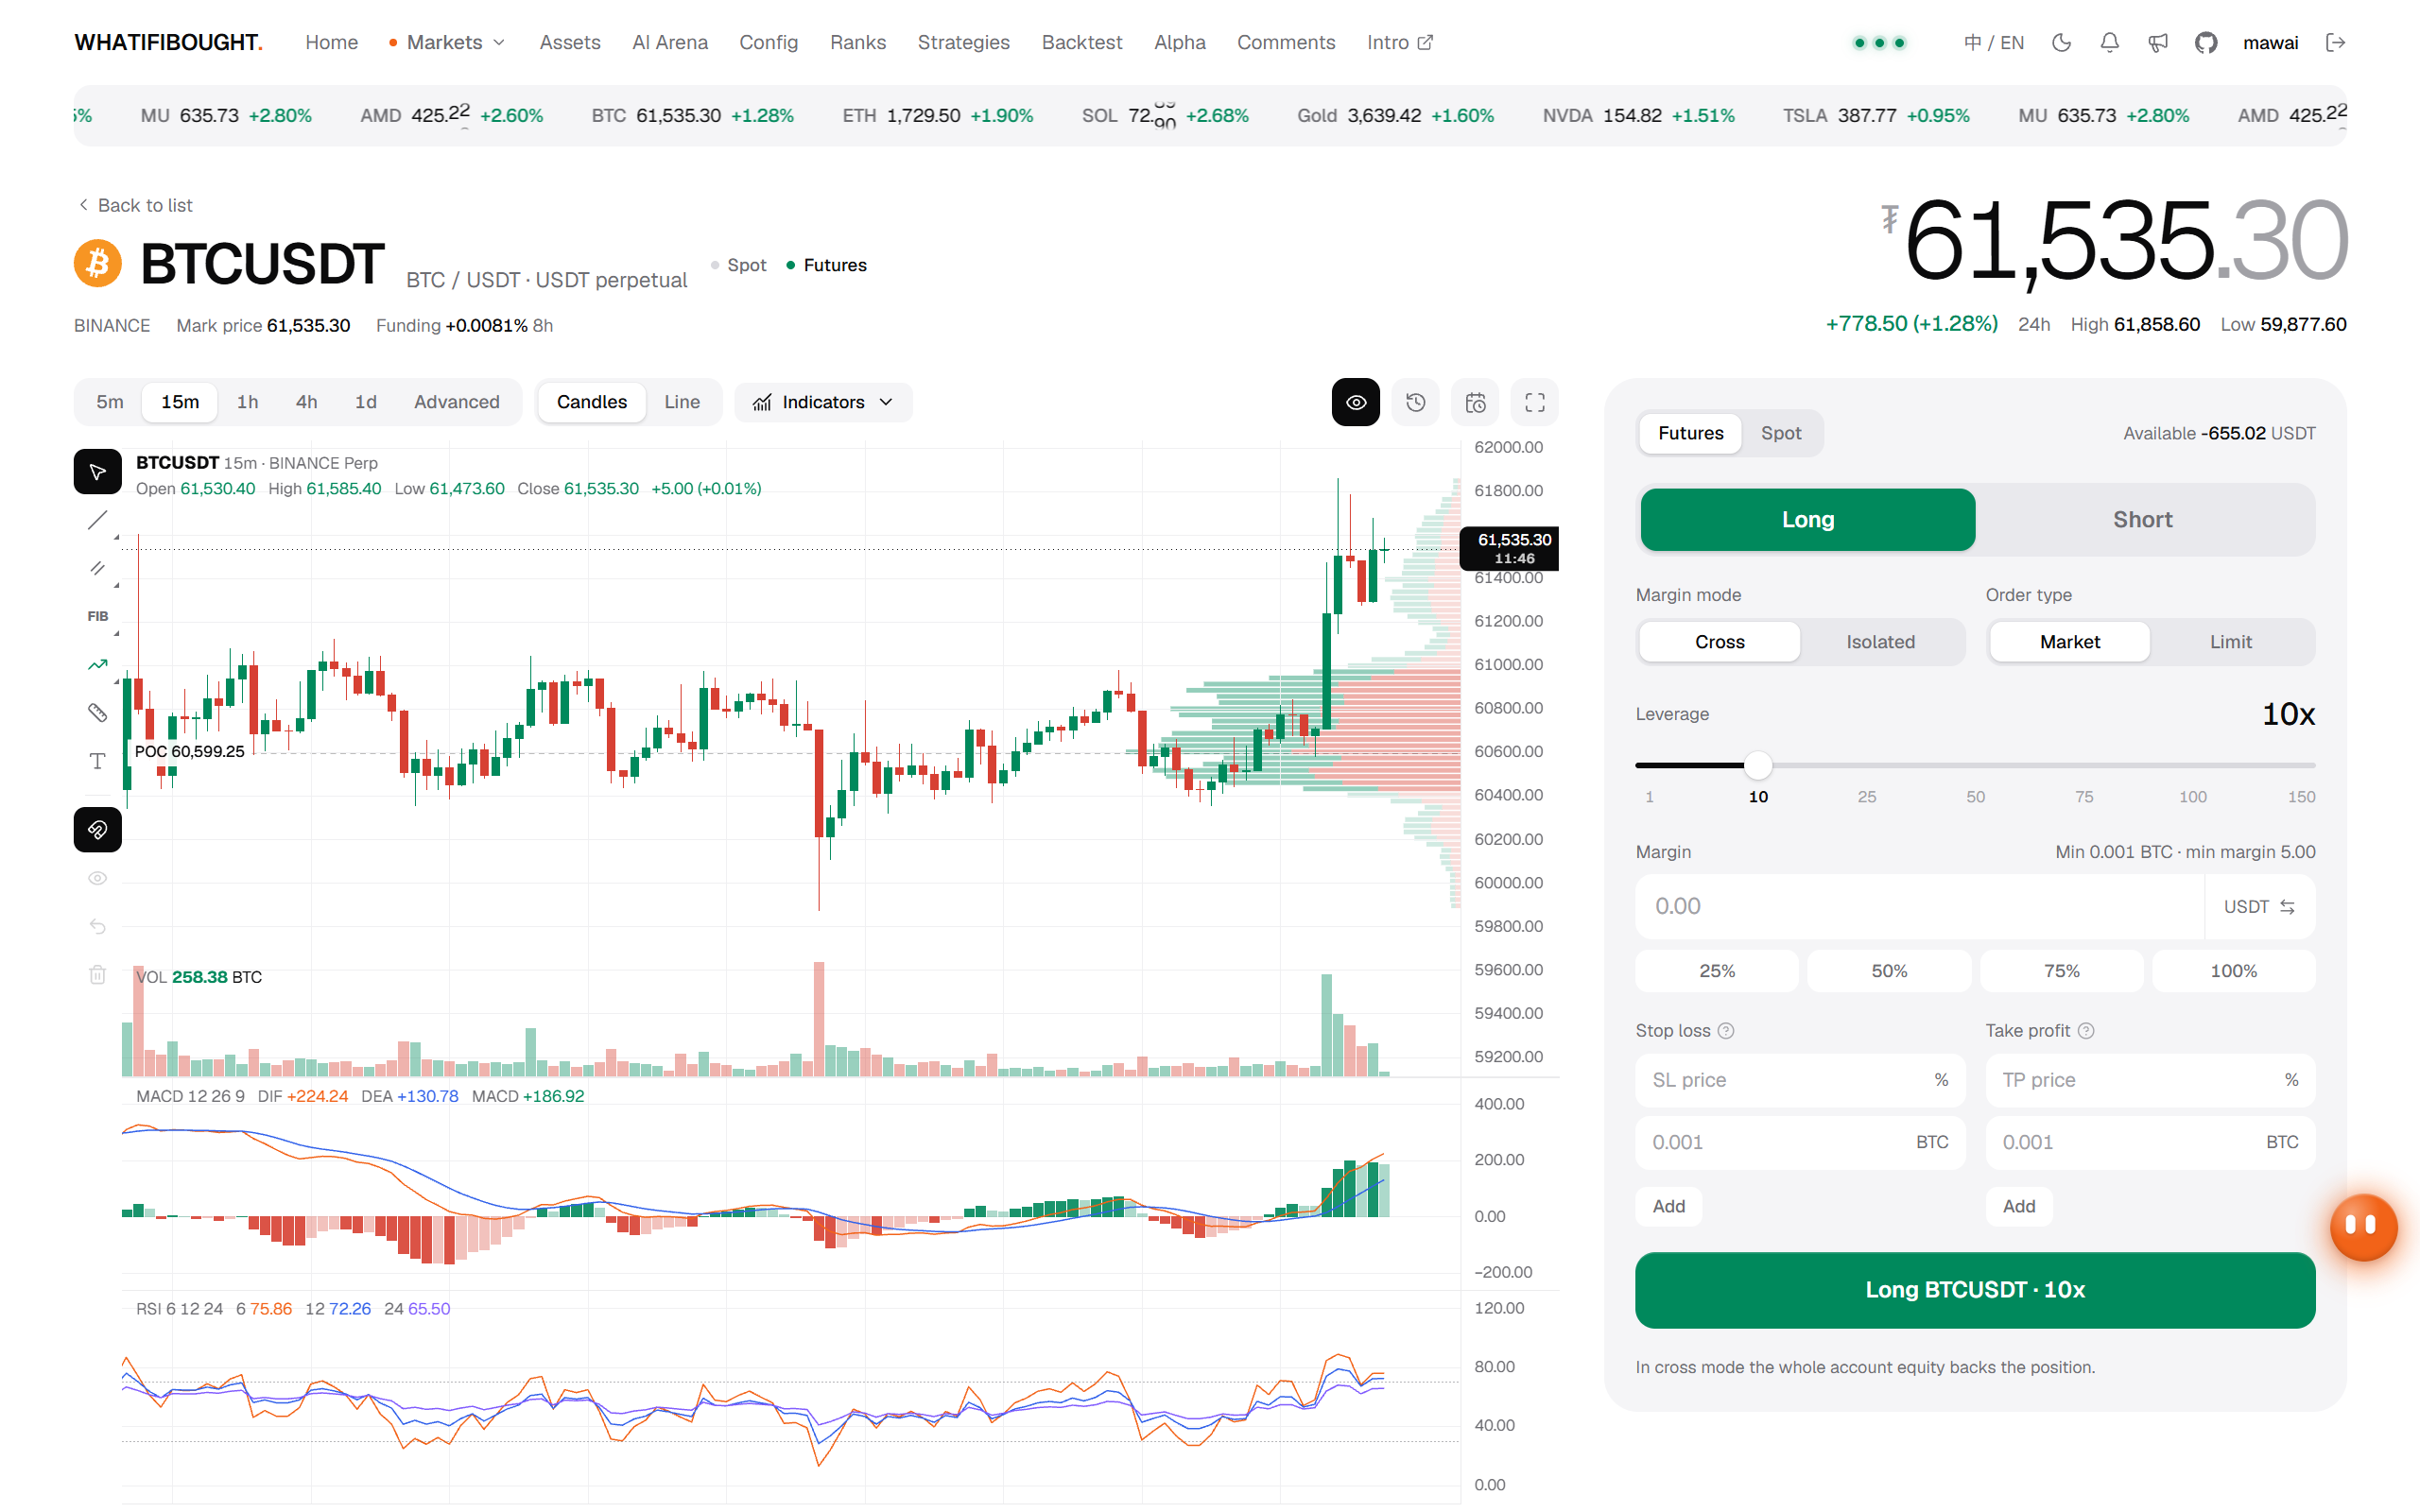 WHATIFIBOUGHT. Home Markets Assets AI Arena Config Ranks Strategies Backtest Alpha Comments Intro 中 / EN mawai
% MU 635.73 +2.80% AMD 425.22 +2.60% BTC 61,535.30 +1.28% ETH 1,729.50 +1.90% SOL 72. +2.68% Gold 3,639.42 +1.60% NVDA 154.82 +1.51% TSLA 387.77 +0.95% MU 635.73 +2.80% AMD 425.22
Back to list
BTCUSDT BTC / USDT · USDT perpetual Spot Futures
₮61,535.30
BINANCE Mark price 61,535.30 Funding +0.0081% 8h
+778.50 (+1.28%) 24h High 61,858.60 Low 59,877.60
5m 15m 1h 4h 1d Advanced Candles Line Indicators
BTCUSDT 15m · BINANCE Perp
Open 61,530.40 High 61,585.40 Low 61,473.60 Close 61,535.30 +5.00 (+0.01%)
FIB
POC 60,599.25
62000.00
61800.00
61,535.30
11:46
61400.00
61200.00
61000.00
60800.00
60600.00
60400.00
60200.00
60000.00
59800.00
59600.00
59400.00
59200.00
VOL 258.38 BTC
MACD 12 26 9 DIF +224.24 DEA +130.78 MACD +186.92
400.00
200.00
0.00
-200.00
RSI 6 12 24 6 75.86 12 72.26 24 65.50
120.00
80.00
40.00
0.00
Futures Spot Available -655.02 USDT
Long Short
Margin mode Order type
Cross Isolated Market Limit
Leverage 10x
1 10 25 50 75 100 150
Margin Min 0.001 BTC · min margin 5.00
0.00 USDT
25% 50% 75% 100%
Stop loss Take profit
SL price % TP price %
0.001 BTC 0.001 BTC
Add Add
Long BTCUSDT · 10x
In cross mode the whole account equity backs the position.